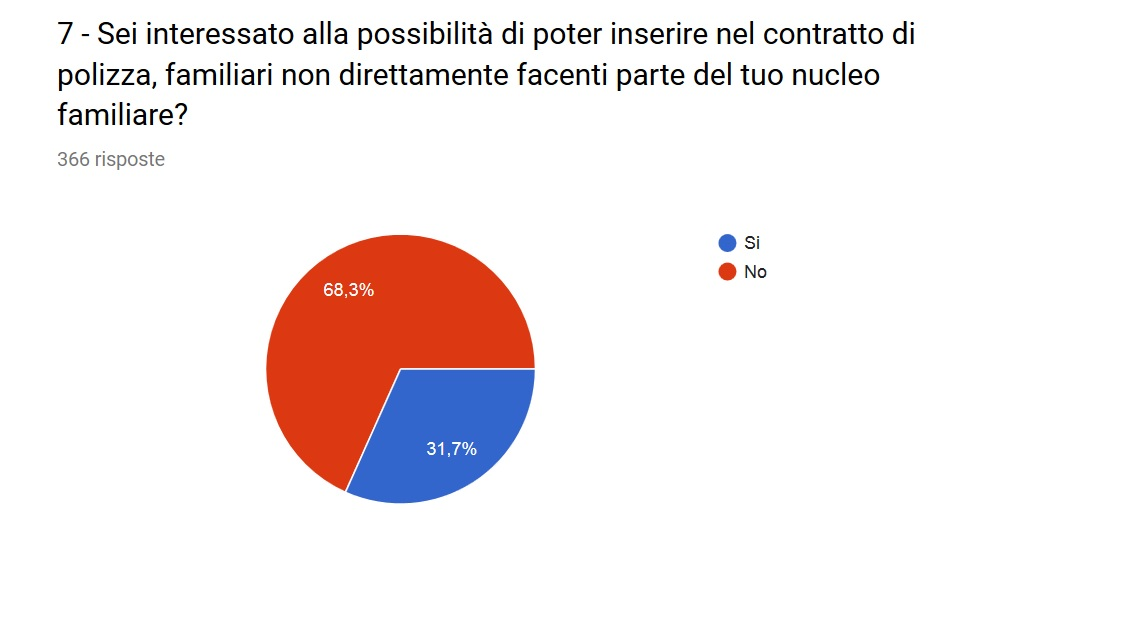 7 - Sei interessato alla possibilità di poter inserire nel contratto di
polizza, familiari non direttamente facenti parte del tuo nucleo
familiare?
366 risposte
Si
No
68,3%
31,7%